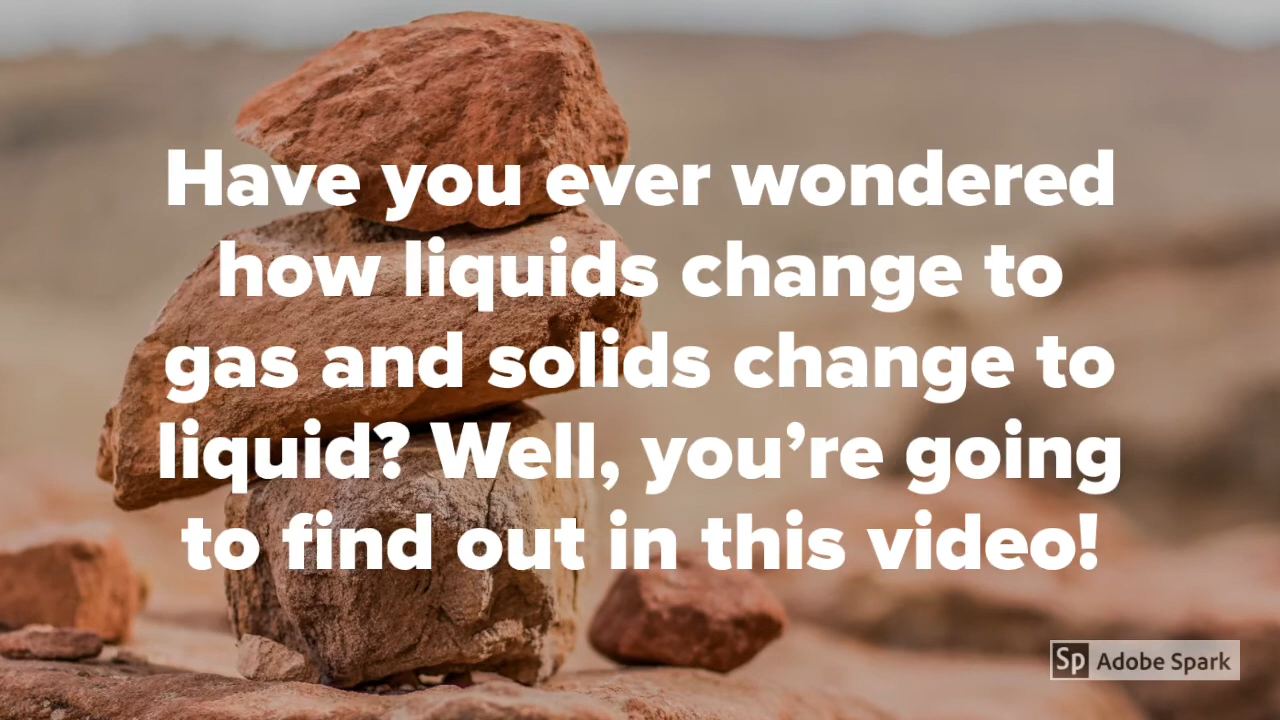 Have you ever wondered
how liquids change to
gas and solids change to
liquid? Well, you’re going
to find out in this video!
Sp Adobe Spark